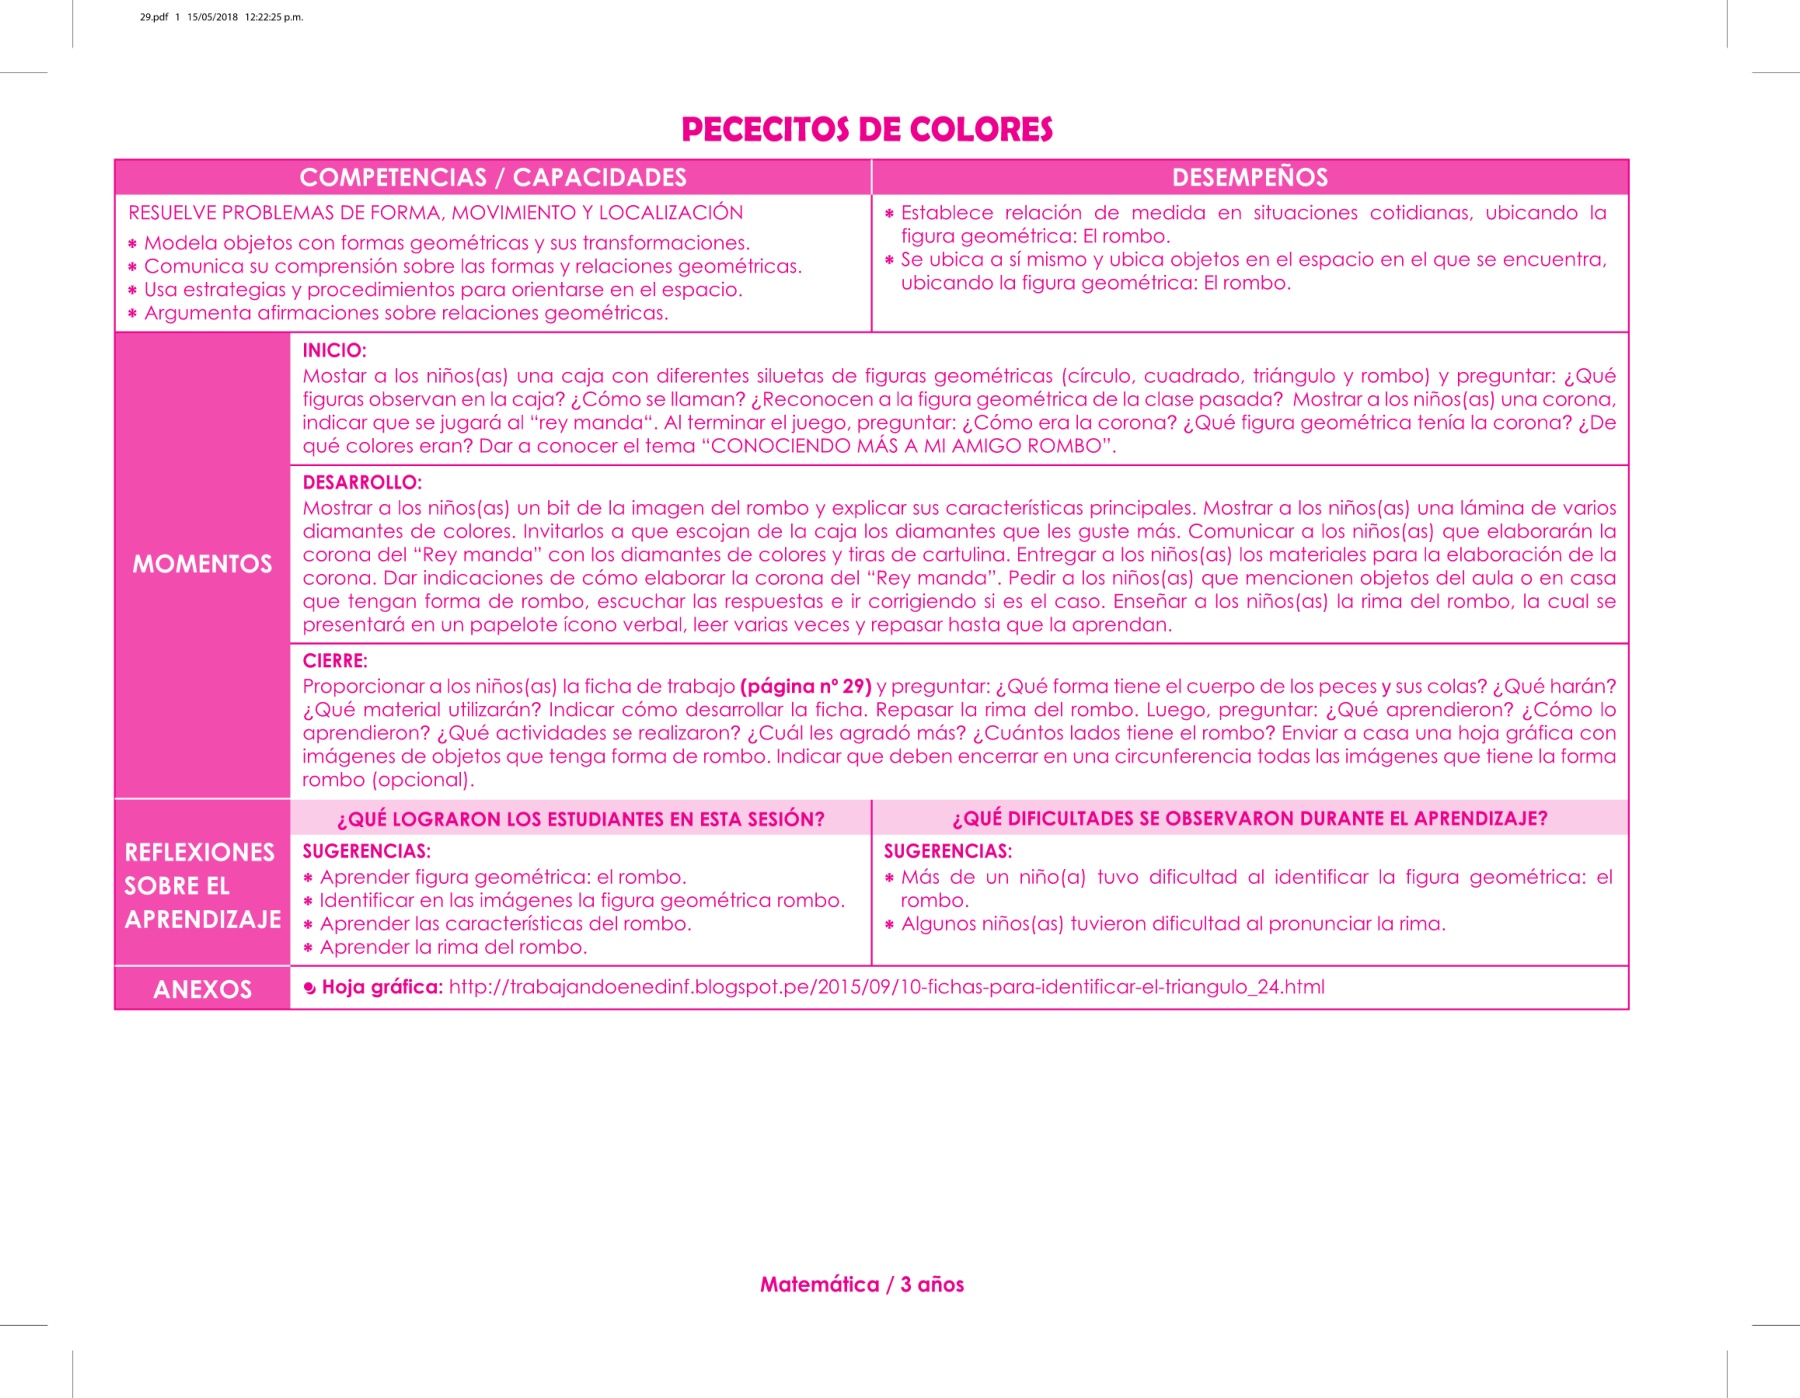 29.pdf 1 15/05/2018 12:22:25 p.m.
PECECITOS DE COLORES
COMPETENCIAS / CAPACIDADES
DESEMPEÑOS
RESUELVE PROBLEMAS DE FORMA, MOVIMIENTO Y LOCALIZACIÓN
* Modela objetos con formas geométricas y sus transformaciones.
* Comunica su comprensión sobre las formas y relaciones geométricas.
* Usa estrategias y procedimientos para orientarse en el espacio.
* Argumenta afirmaciones sobre relaciones geométricas.
* Establece relación de medida en situaciones cotidianas, ubicando la
figura geométrica: El rombo.
* Se ubica a sí mismo y ubica objetos en el espacio en el que se encuentra,
ubicando la figura geométrica: El rombo.
MOMENTOS
INICIO:
Mostar a los niños(as) una caja con diferentes siluetas de figuras geométricas (círculo, cuadrado, triángulo y rombo) y preguntar: ¿Qué
figuras observan en la caja? ¿Cómo se llaman? ¿Reconocen a la figura geométrica de la clase pasada? Mostrar a los niños(as) una corona,
indicar que se jugará al “rey manda“. Al terminar el juego, preguntar: ¿Cómo era la corona? ¿Qué figura geométrica tenía la corona? ¿De
qué colores eran? Dar a conocer el tema “CONOCIENDO MÁS A MI AMIGO ROMBO”.
DESARROLLO:
Mostrar a los niños(as) un bit de la imagen del rombo y explicar sus características principales. Mostrar a los niños(as) una lámina de varios
diamantes de colores. Invitarlos a que escojan de la caja los diamantes que les guste más. Comunicar a los niños(as) que elaborarán la
corona del “Rey manda” con los diamantes de colores y tiras de cartulina. Entregar a los niños(as) los materiales para la elaboración de la
corona. Dar indicaciones de cómo elaborar la corona del “Rey manda”. Pedir a los niños(as) que mencionen objetos del aula o en casa
que tengan forma de rombo, escuchar las respuestas e ir corrigiendo si es el caso. Enseñar a los niños(as) la rima del rombo, la cual se
presentará en un papelote ícono verbal, leer varias veces y repasar hasta que la aprendan.
CIERRE:
Proporcionar a los niños(as) la ficha de trabajo (página nº 29) y preguntar: ¿Qué forma tiene el cuerpo de los peces y sus colas? ¿Qué harán?
¿Qué material utilizarán? Indicar cómo desarrollar la ficha. Repasar la rima del rombo. Luego, preguntar: ¿Qué aprendieron? ¿Cómo lo
aprendieron? ¿Qué actividades se realizaron? ¿Cuál les agradó más? ¿Cuántos lados tiene el rombo? Enviar a casa una hoja gráfica con
imágenes de objetos que tenga forma de rombo. Indicar que deben encerrar en una circunferencia todas las imágenes que tiene la forma
rombo (opcional).
REFLEXIONES
SOBRE EL
APRENDIZAJE
¿QUÉ LOGRARON LOS ESTUDIANTES EN ESTA SESIÓN?
SUGERENCIAS:
* Aprender figura geométrica: el rombo.
* Identificar en las imágenes la figura geométrica rombo.
* Aprender las características del rombo.
* Aprender la rima del rombo.
¿QUÉ DIFICULTADES SE OBSERVARON DURANTE EL APRENDIZAJE?
SUGERENCIAS:
* Más de un niño(a) tuvo dificultad al identificar la figura geométrica: el
rombo.
* Algunos niños(as) tuvieron dificultad al pronunciar la rima.
ANEXOS
Hoja gráfica: http://trabajandoenedinf.blogspot.pe/2015/09/10-fichas-para-identificar-el-triangulo_24.html
Matemática / 3 años